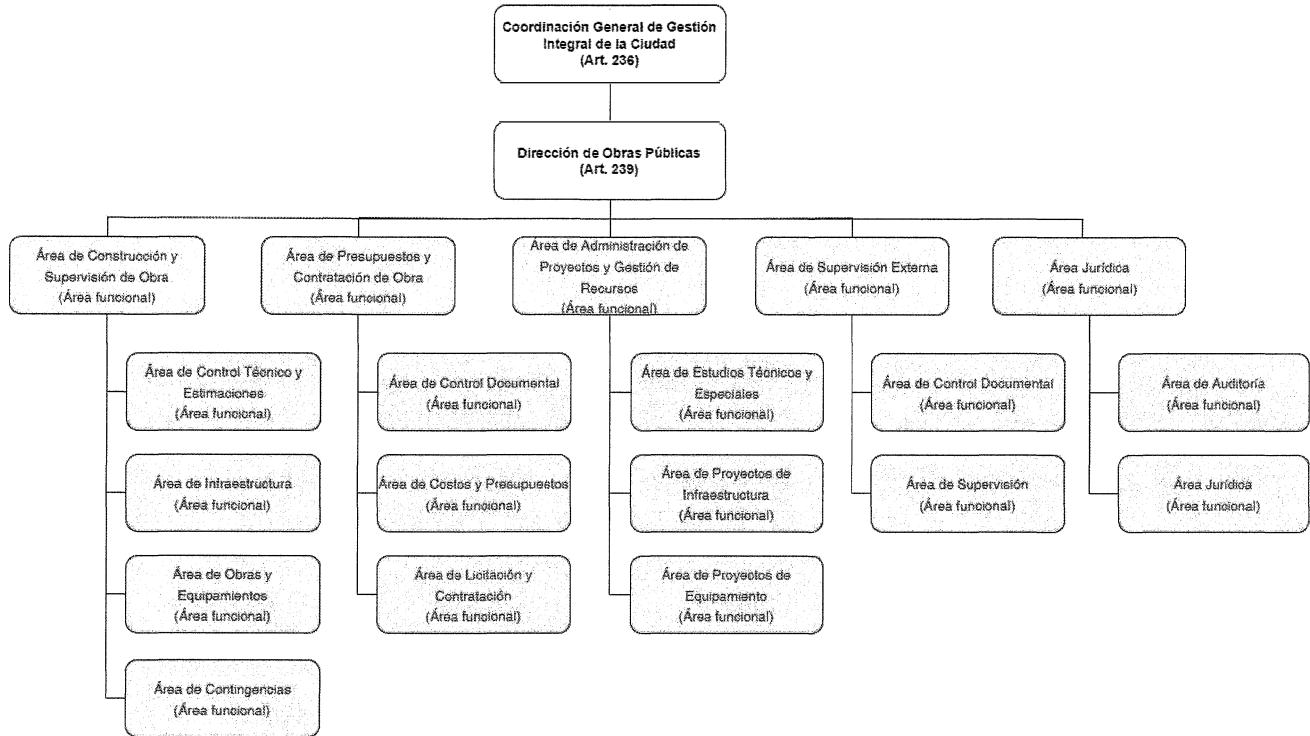 Coordinación General de Gestión
Integral de la Ciudad
(Art. 236)
Dirección de Obras Públicas
(Art. 239)
Área de Construcción y
Supervisión de Obra
(Área funcional)
Área de Presupuestos y
Contratación de Obra
(Área funcional)
Área de Administración de
Proyectos y Gestión de
Recursos
(Área funcional)
Área de Supervisión Externa
(Área funcional)
Área Jurídica
(Área funcional)
Área de Control Técnico y
Estimaciones
(Área funcional)
Área de Infraestructura
(Área funcional)
Área de Obras y
Equipamientos
(Área funcional)
Área de Contingencias
(Área funcional)
Área de Control Documental
(Área funcional)
Área de Costos y Presupuestos
(Área funcional)
Área de Licitación y
Contratación
(Área funcional)
Área de Estudios Técnicos y
Especiales
(Área funcional)
Área de Proyectos de
Infraestructura
(Área funcional)
Área de Proyectos de
Equipamiento
(Área funcional)
Área de Control Documental
(Área funcional)
Área de Supervisión
(Área funcional)
Área de Auditoría
(Área funcional)
Área Jurídica
(Área funcional)